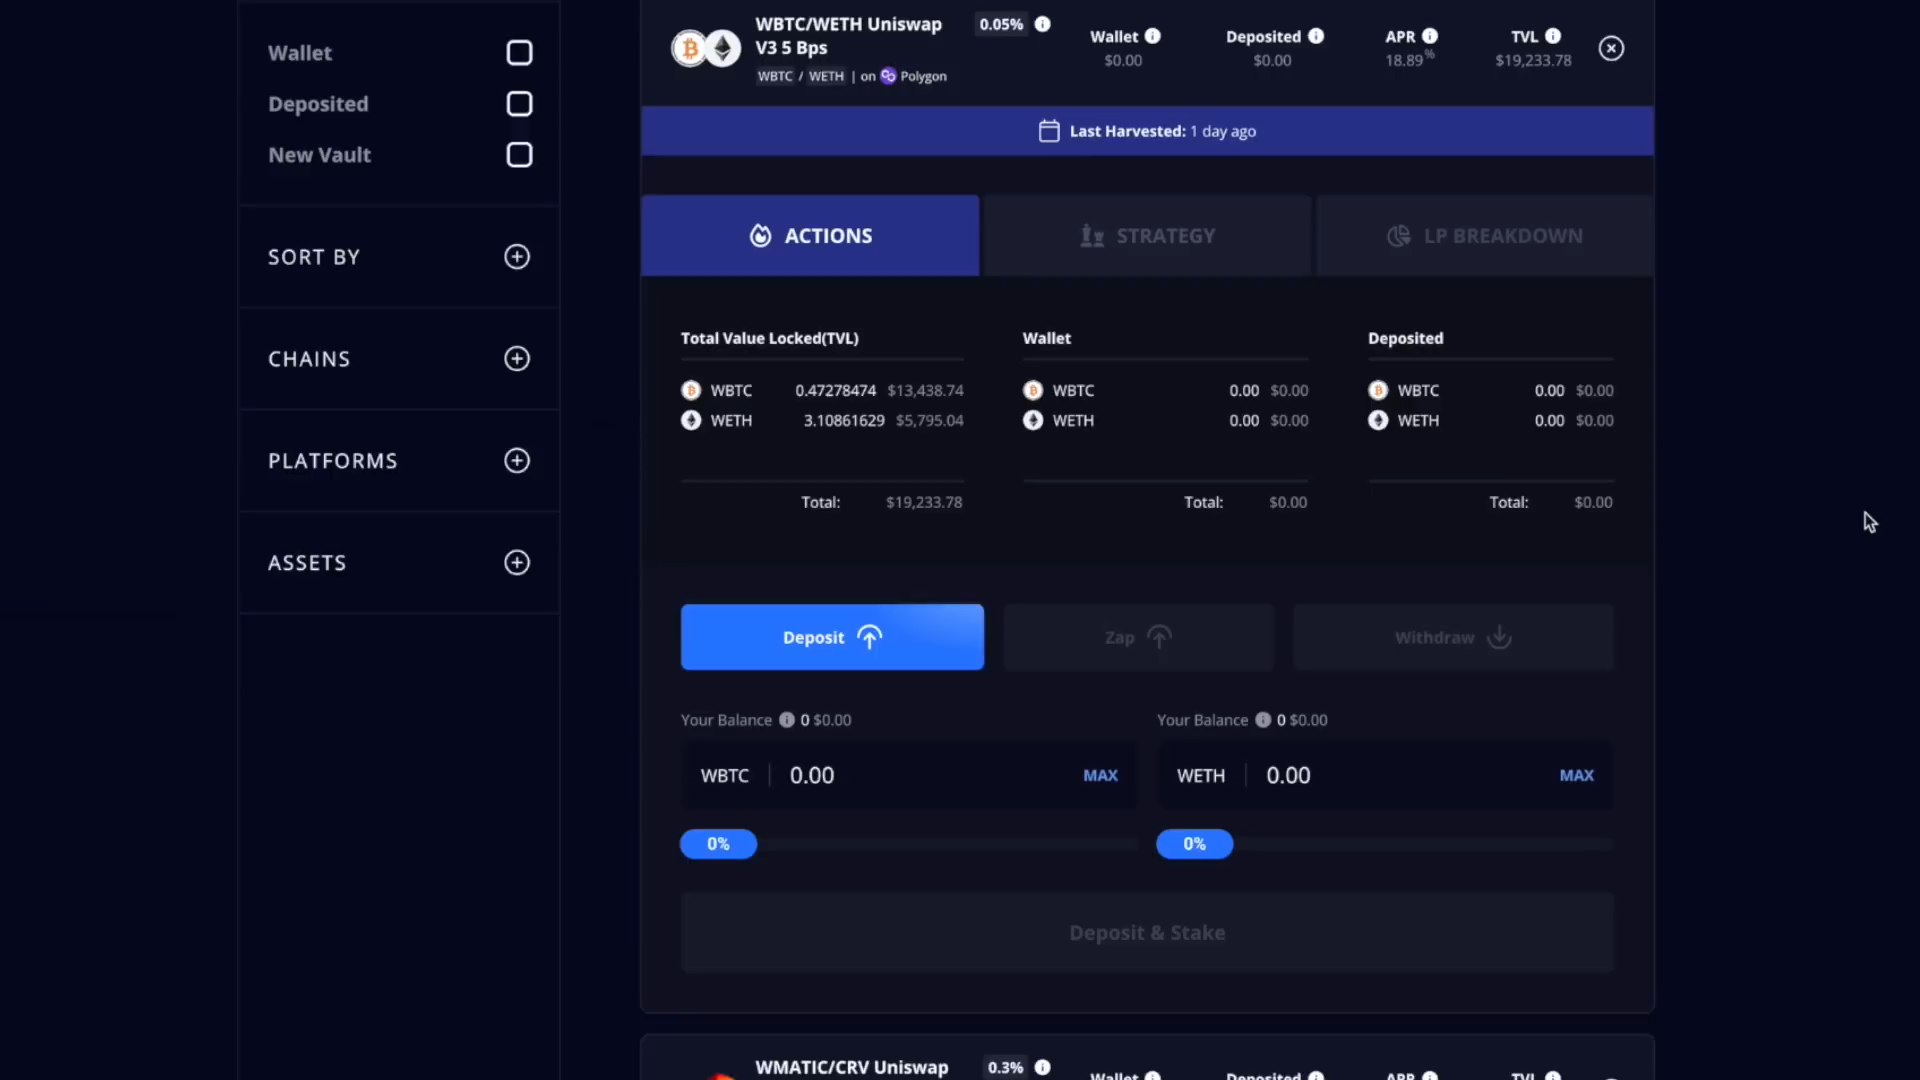 Wallet
Deposited
New Vault
SORT BY
CHAINS
PLATFORMS
ASSETS
WBTC/WETH Uniswap
V3 5 Bps
0.05%
WBTC / WETH | on Polygon
Wallet
$0.00
Deposited
$0.00
APR
18.89%
TVL
$19,233.78
Last Harvested: 1 day ago
ACTIONS
STRATEGY
LP BREAKDOWN
Total Value Locked(TVL)
WBTC 0.47278474 $13,438.74
WETH 3.10861629 $5,795.04
Total: $19,233.78
Wallet
WBTC 0.00 $0.00
WETH 0.00 $0.00
Total: $0.00
Deposited
WBTC 0.00 $0.00
WETH 0.00 $0.00
Total: $0.00
Deposit
Zap
Withdraw
Your Balance 0 $0.00
WBTC 0.00 MAX
0%
Your Balance 0 $0.00
WETH 0.00 MAX
0%
Deposit & Stake
WMATIC/CRV Uniswap
0.3%
Wallet
Deposited
APR
TVL